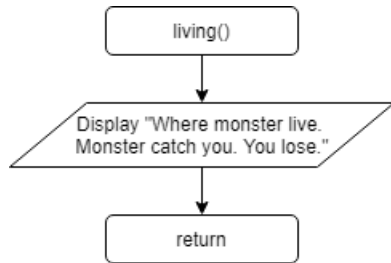 living()
Display "Where monster live.
Monster catch you. You lose."
return